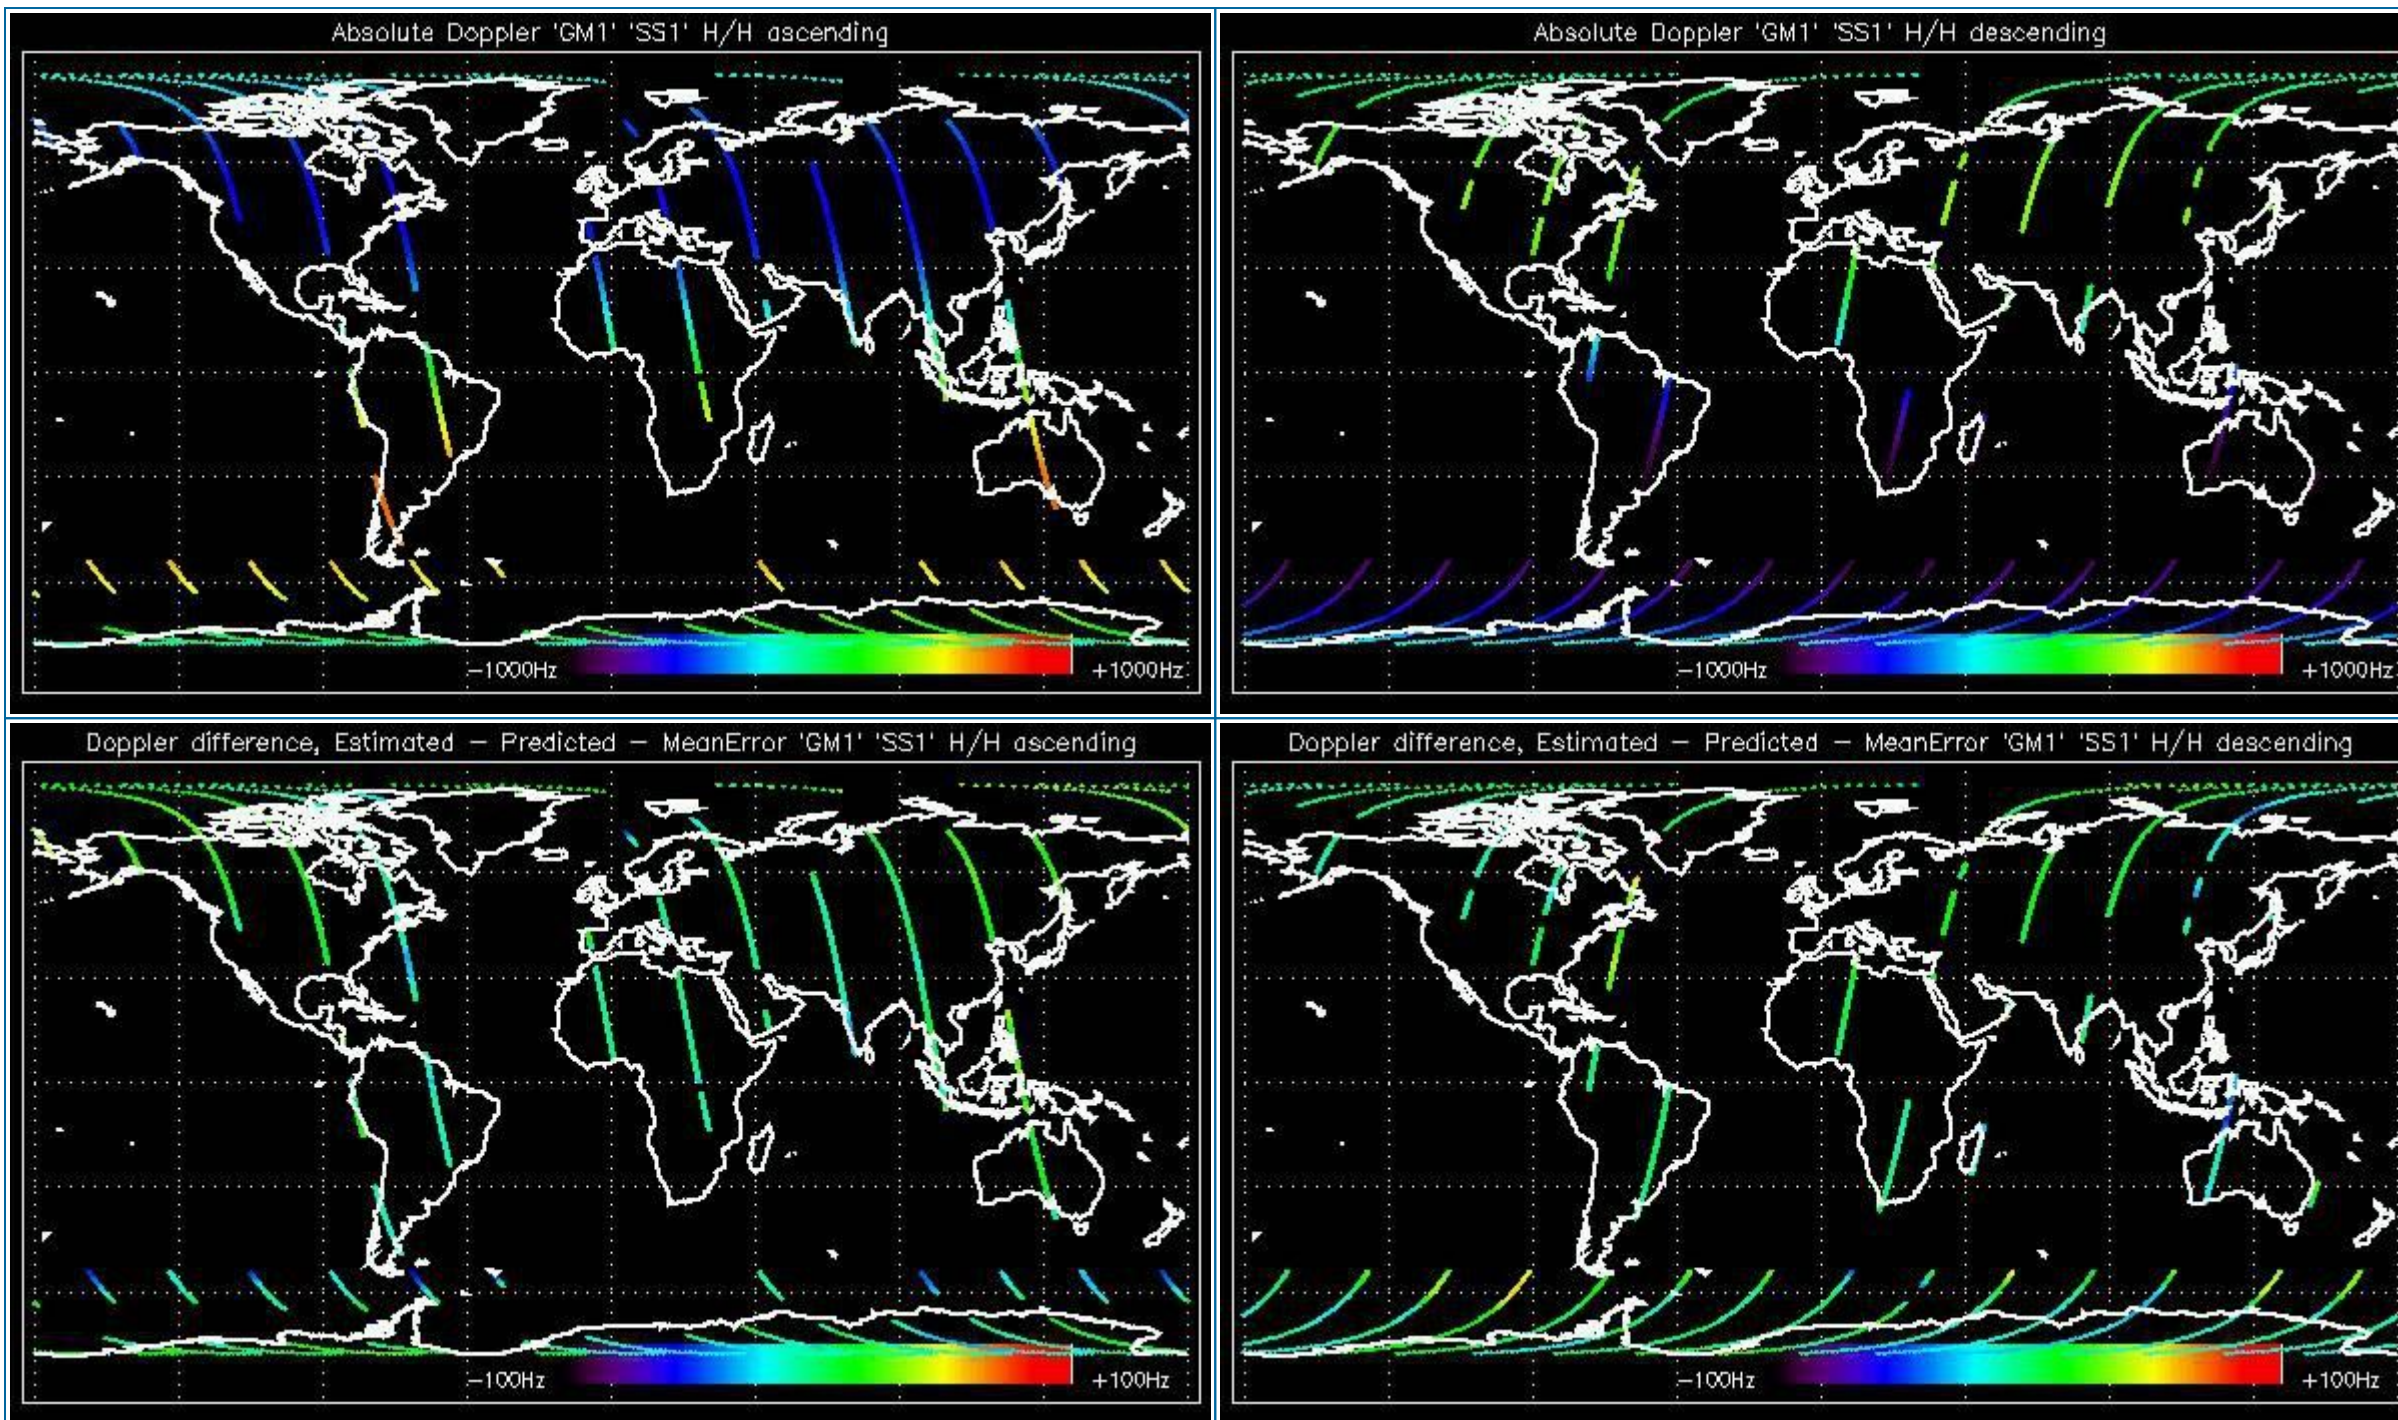 Absolute Doppler 'GM1' 'SS1' H/H ascending
−1000Hz
+1000Hz
Absolute Doppler 'GM1' 'SS1' H/H descending
−1000Hz
+1000Hz
Doppler difference, Estimated − Predicted − MeanError 'GM1' 'SS1' H/H ascending
−100Hz
+100Hz
Doppler difference, Estimated − Predicted − MeanError 'GM1' 'SS1' H/H descending
−100Hz
+100Hz